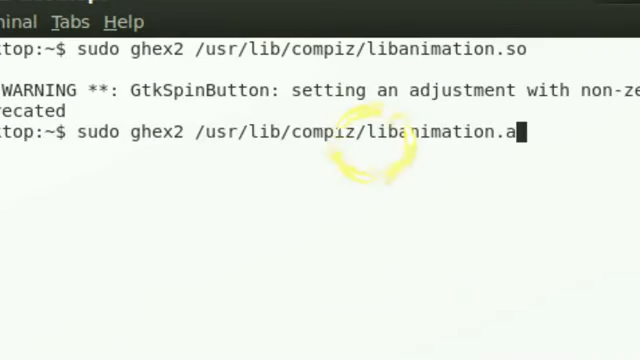 Tabs Help
top:~$ sudo ghex2 /usr/lib/compiz/libanimation.so
WARNING **: GtkSpinButton: setting an adjustment with non-ze
recated
top:~$ sudo ghex2 /usr/lib/compiz/libanimation.a